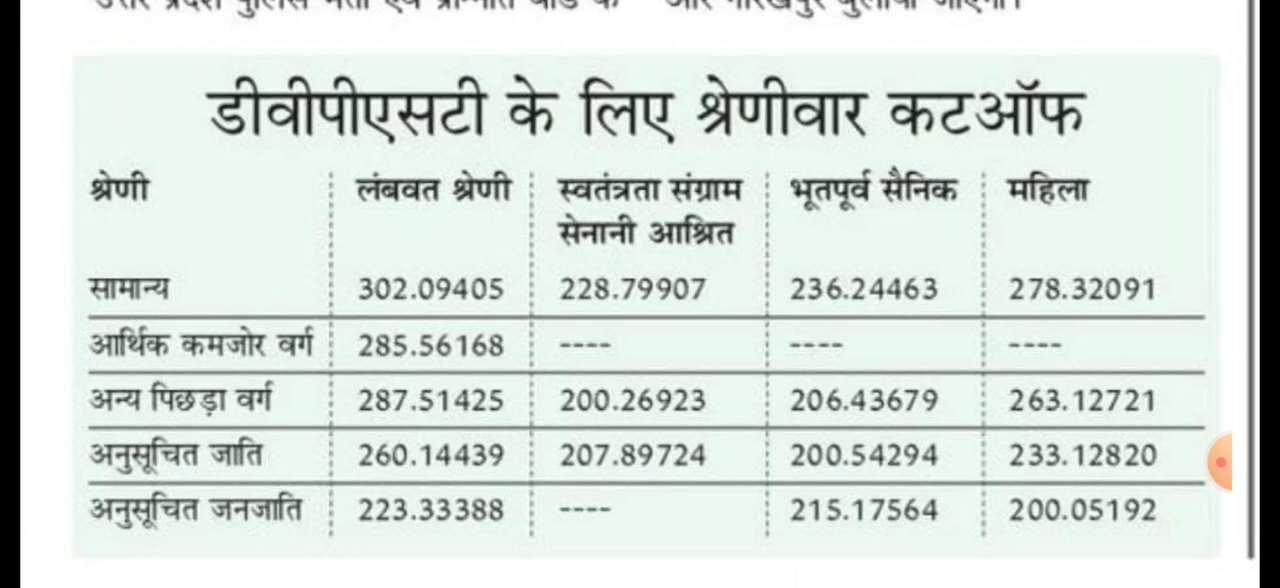 डीवीपीएसटी के लिए श्रेणीवार कटऑफ
श्रेणी लंबवत श्रेणी स्वतंत्रता संग्राम सेनानी आश्रित भूतपूर्व सैनिक महिला
सामान्य 302.09405 228.79907 236.24463 278.32091
आर्थिक कमजोर वर्ग 285.56168 ---- ---- ----
अन्य पिछड़ा वर्ग 287.51425 200.26923 206.43679 263.12721
अनुसूचित जाति 260.14439 207.89724 200.54294 233.12820
अनुसूचित जनजाति 223.33388 ---- 215.17564 200.05192